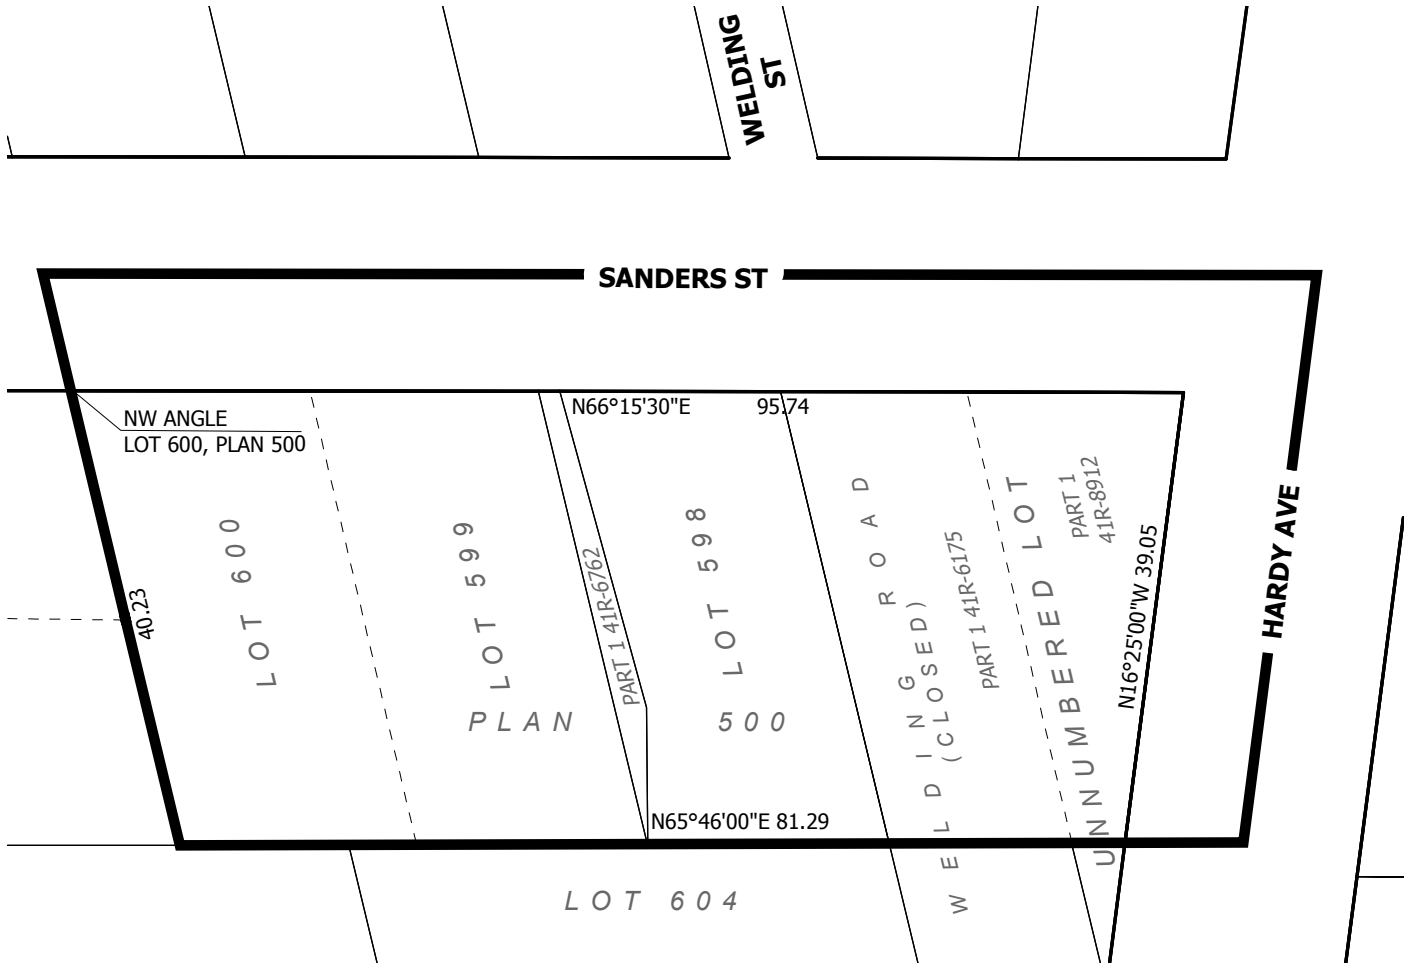 WELDING
ST
SANDERS ST
NW ANGLE
LOT 600, PLAN 500
N66°15'30"E 95.74
HARDY AVE
40.23
LOT 600
LOT 599
PART 1 41R-6762
LOT 598
WELDING ROAD
(CLOSED)
PART 1 41R-6175
UNNUMBERED LOT
PART 1
41R-8912
N16°25'00"W 39.05
PLAN 500
N65°46'00"E 81.29
LOT 604